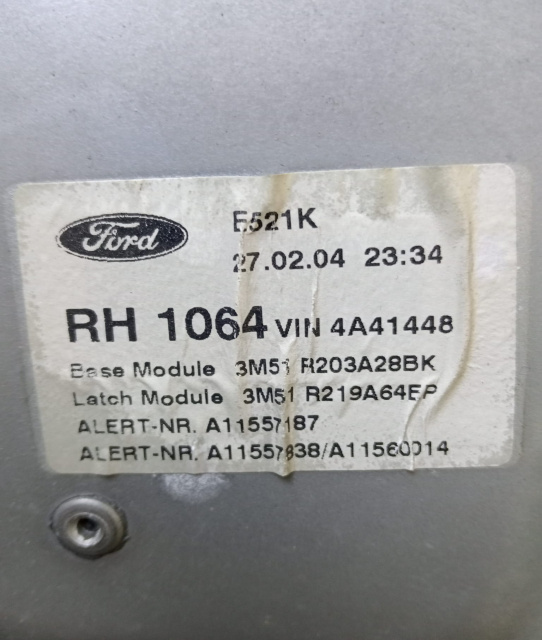 Ford
E521K
27.02.04 23:34
RH 1064 VIN 4A41448
Base Module 3M51 R203A28BK
Latch Module 3M51 R219A64EP
ALERT-NR. A11557187
ALERT-NR. A11557838/A11560014